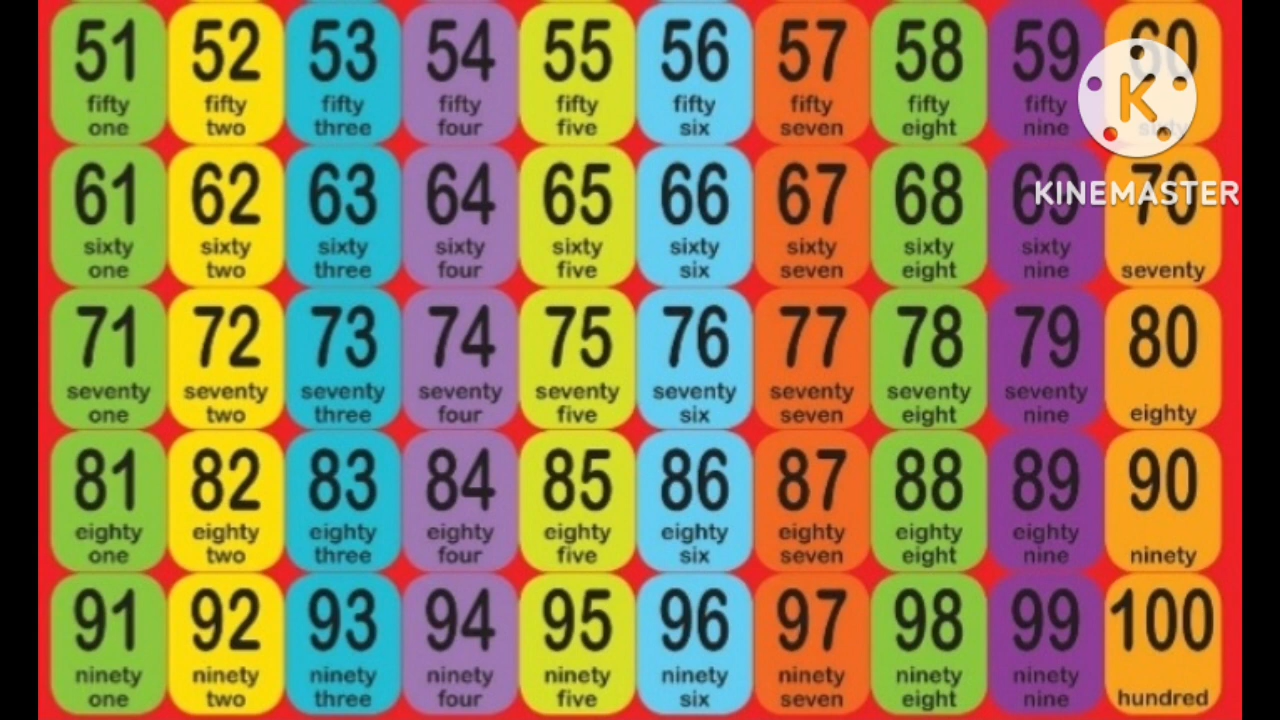 51 52 53 54 55 56 57 58 59 60
fifty fifty fifty fifty fifty fifty fifty fifty fifty
one two three four five six seven eight nine sixty
K
61 62 63 64 65 66 67 68 69 70
KINEMASTER
sixty sixty sixty sixty sixty sixty sixty sixty sixty
one two three four five six seven eight nine seventy
71 72 73 74 75 76 77 78 79 80
seventy seventy seventy seventy seventy seventy seventy seventy seventy
one two three four five six seven eight nine eighty
81 82 83 84 85 86 87 88 89 90
eighty eighty eighty eighty eighty eighty eighty eighty eighty
one two three four five six seven eight nine ninety
91 92 93 94 95 96 97 98 99 100
ninety ninety ninety ninety ninety ninety ninety ninety ninety
one two three four five six seven eight nine hundred